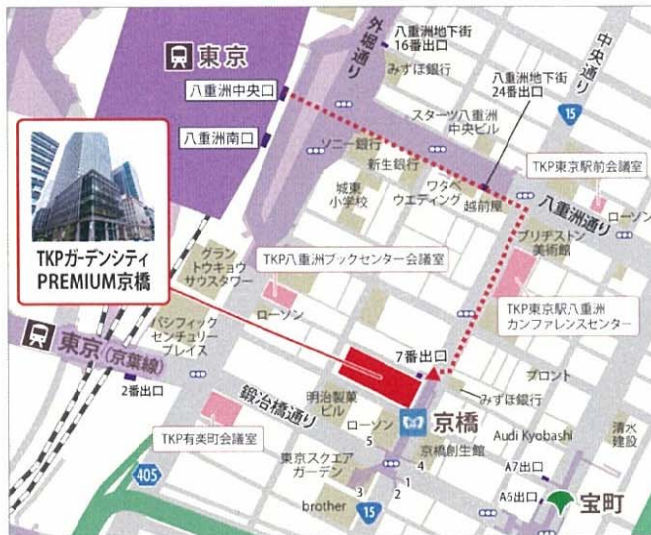 東京
八重洲中央口
八重洲南口
外堀通り
八重洲地下街
16番出口
みずほ銀行
八重洲地下街
24番出口
中央通り
15
スターツ八重洲
中央ビル
ソニー銀行
新生銀行
城東
小学校
ワタベ
ウエディング
越前屋
TKP東京駅前会議室
ローソン
八重洲通り
ブリヂストン
美術館
TKPガーデンシティ
PREMIUM京橋
グラン
トウキョウ
サウスタワー
TKP八重洲ブックセンター会議室
ローソン
TKP東京駅八重洲
カンファレンスセンター
パシフィック
センチュリー
プレイス
東京(京葉線)
2番出口
7番出口
鍛冶橋通り
明治製菓
ビル
ローソン
5
京橋
みずほ銀行
プロント
TKP有楽町会議室
東京スクエア
ガーデン
京橋創生館
4
Audi Kyobashi
清水
建設
405
3
2
1
A7出口
A6出口
宝町
brother
15